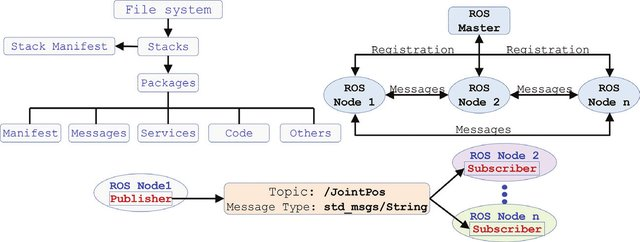 File system
Stack Manifest
Stacks
Packages
Manifest
Messages
Services
Code
Others
ROS
Master
Registration
Registration
ROS
Node 1
Messages
ROS
Node 2
Messages
ROS
Node n
Messages
ROS Node1
Publisher
Topic: /JointPos
Message Type: std_msgs/String
ROS Node 2
Subscriber
ROS Node n
Subscriber